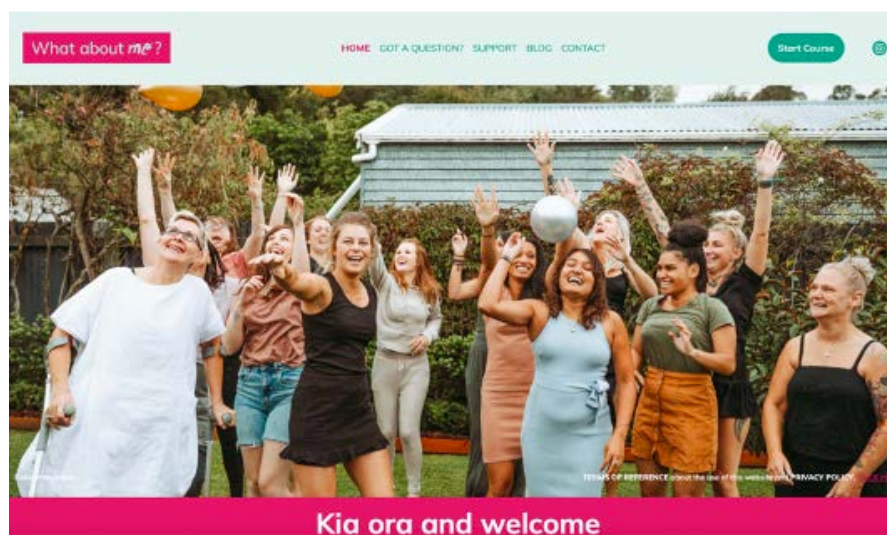 What about me?
HOME GOT A QUESTION? SUPPORT BLOG CONTACT
Start Course
TERMS OF REFERENCE about the use of this website and PRIVACY POLICY.
Kia ora and welcome